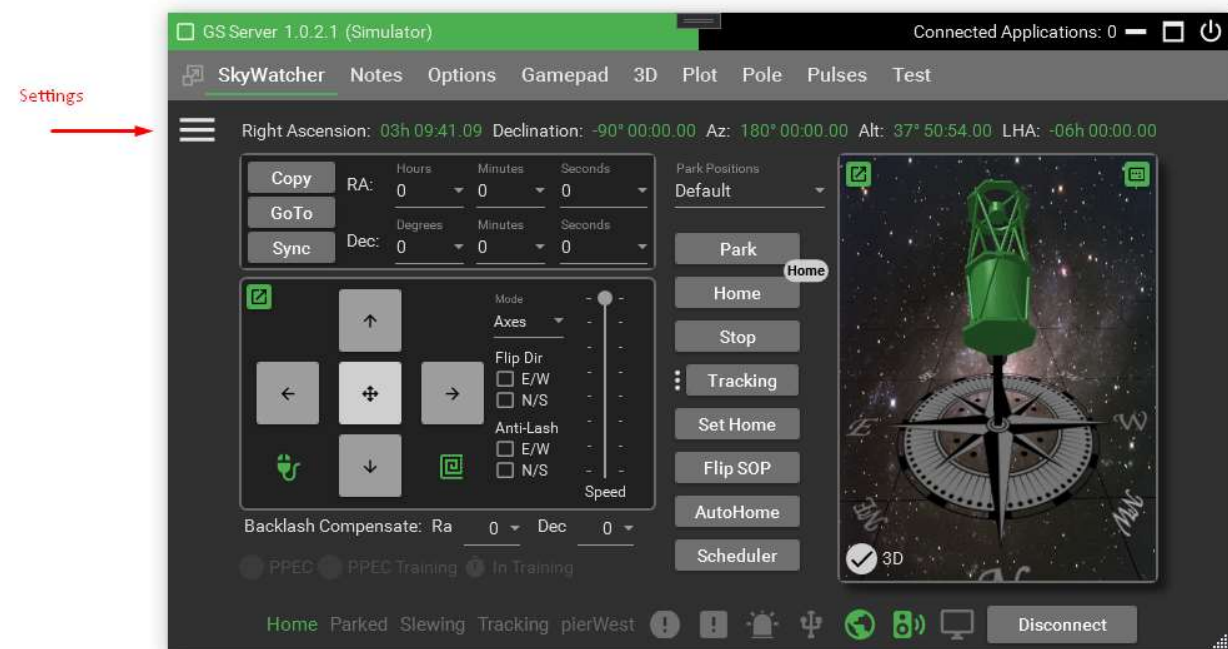 GS Server 1.0.2.1 (Simulator) Connected Applications: 0
SkyWatcher Notes Options Gamepad 3D Plot Pole Pulses Test
Settings
Right Ascension: 03h 09:41.09 Declination: -90° 00:00.00 Az: 180° 00:00.00 Alt: 37° 50:54.00 LHA: -06h 00:00.00
Copy
GoTo
Sync
RA:
Hours Minutes Seconds
0 0 0
Dec:
Degrees Minutes Seconds
0 0 0
Park Positions
Default
Mode
Axes
Flip Dir
E/W
N/S
Anti-Lash
E/W
N/S
Speed
Park
Home
Home
Stop
Tracking
Set Home
Flip SOP
AutoHome
Scheduler
E
W
NE
NW
N
3D
Backlash Compensate: Ra 0 Dec 0
PPEC PPEC Training In Training
Home Parked Slewing Tracking pierWest
Disconnect